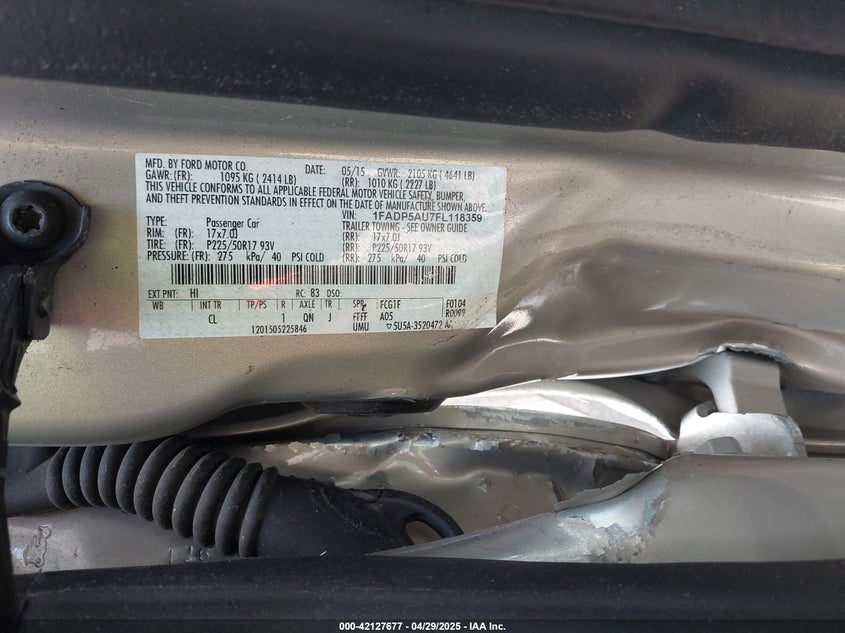 MFD. BY FORD MOTOR CO.
DATE: 05/15 GVWR: 2105 KG ( 4641 LB)
GAWR: (FR): 1095 KG ( 2414 LB) (RR): 1010 KG ( 2227 LB)
THIS VEHICLE CONFORMS TO ALL APPLICABLE FEDERAL MOTOR VEHICLE SAFETY, BUMPER,
AND THEFT PREVENTION STANDARDS IN EFFECT ON THE DATE OF MANUFACTURE SHOWN ABOVE.
VIN: 1FADP5AU7FL118359
Passenger Car TRAILER TOWING - SEE OWNER GUIDE
RIM: (FR): 17x7.0J (RR): 17x7.0J
TIRE: (FR): P225/50R17 93V (RR): P225/50R17 93V
PRESSURE: (FR): 275 kPa/ 40 PSI COLD (RR): 275 kPa/ 40 PSI COLD
EXT PNT: HI RC: 83 DSO:
WB INT TR TP/PS R AXLE TR SPR FCGTF F0104
CL 1 QN J FFFF A05
1201505225846 UMU 5U5A-3520472
000-42127677 - 04/29/2025 - IAA Inc.